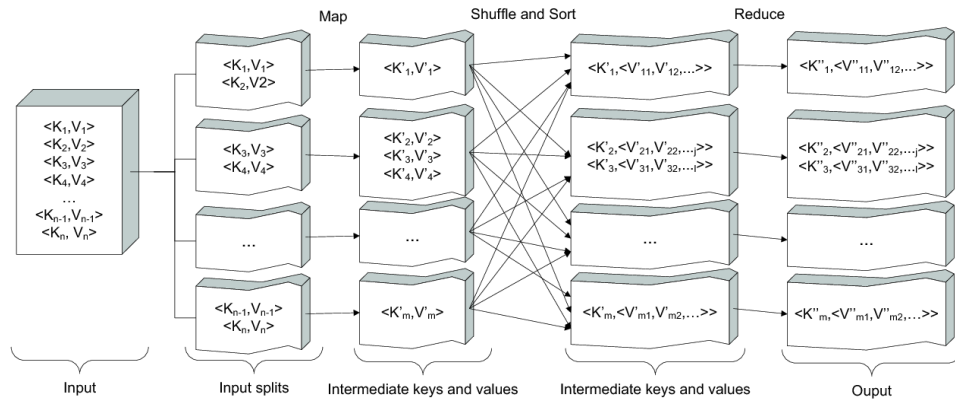 Map
Shuffle and Sort
Reduce
<K₁,V₁>
<K₂,V₂>
<K₃,V₃>
<K₄,V₄>
...
<Kₙ₋₁,Vₙ₋₁>
<Kₙ, Vₙ>
<K₁,V₁>
<K₂,V2>
<K₃,V₃>
<K₄,V₄>
...
<Kₙ₋₁,Vₙ₋₁>
<Kₙ,Vₙ>
<K'₁,V'₁>
<K'₂,V'₂>
<K'₃,V'₃>
<K'₄,V'₄>
...
<K'ₘ,V'ₘ>
<K'₁,<V'₁₁,V'₁₂,...>>
<K'₂,<V'₂₁,V'₂₂,...ⱼ>>
<K'₃,<V'₃₁,V'₃₂,...ᵢ>>
...
<K'ₘ,<V'ₘ₁,V'ₘ₂,...>>
<K''₁,<V''₁₁,V''₁₂,...>>
<K''₂,<V''₂₁,V''₂₂,...ⱼ>>
<K''₃,<V''₃₁,V''₃₂,...ᵢ>>
...
<K''ₘ,<V''ₘ₁,V''ₘ₂,...>>
Input
Input splits
Intermediate keys and values
Intermediate keys and values
Ouput